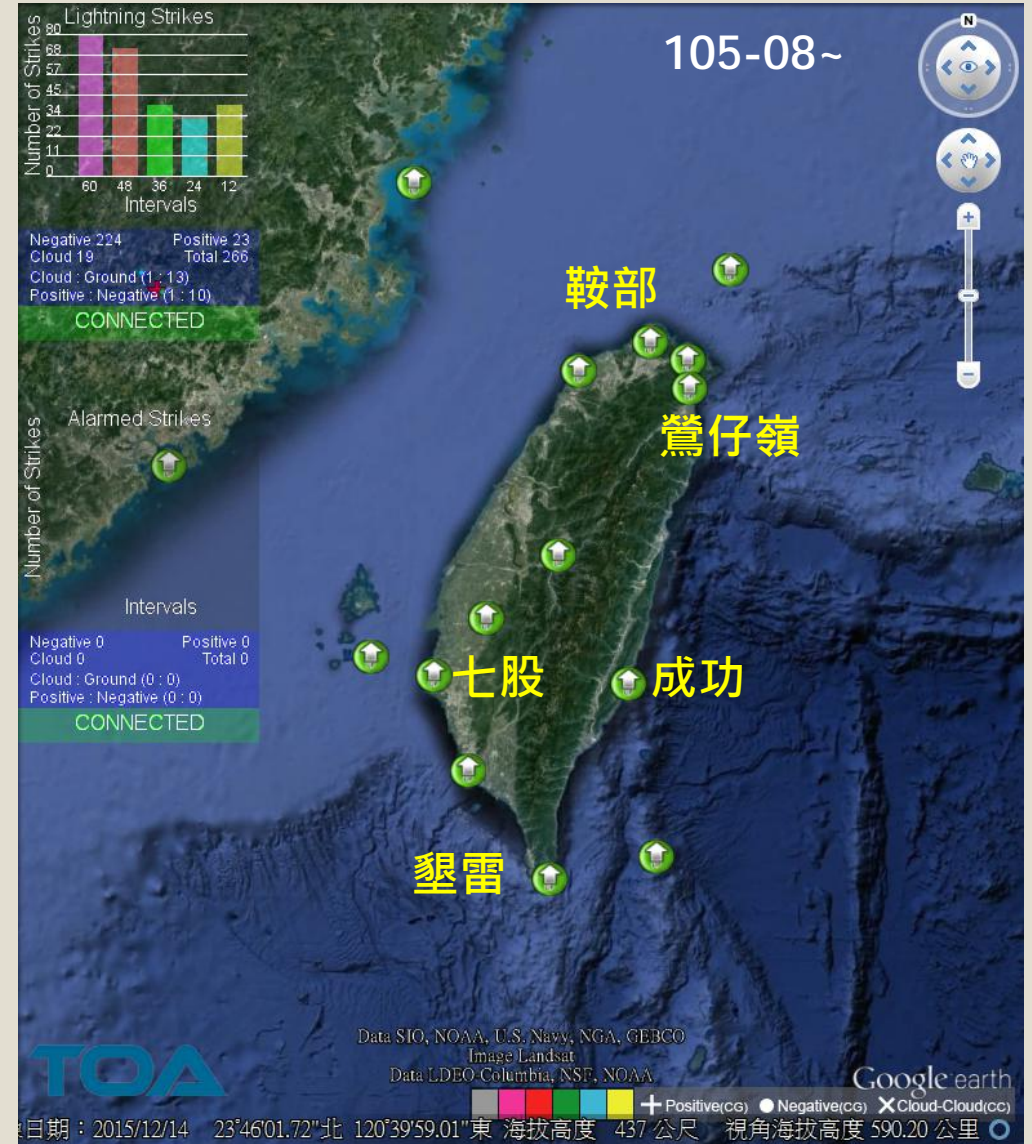 Lightning Strikes
Number of Strikes
80
68
57
45
34
22
11
0
60 48 36 24 12
Intervals
Negative 224 Positive 23
Cloud 19 Total 266
Cloud : Ground (1 : 13)
Positive : Negative (1 : 10)
CONNECTED
105-08~
N
鞍部
鶯仔嶺
Alarmed Strikes
Number of Strikes
Intervals
Negative 0 Positive 0
Cloud 0 Total 0
Cloud : Ground (0 : 0)
Positive : Negative (0 : 0)
CONNECTED
七股
成功
墾雷
Data SIO, NOAA, U.S. Navy, NGA, GEBCO
Image Landsat
Data LDEO-Columbia, NSF, NOAA
TOA
Google earth
Positive(CG) Negative(CG) Cloud-Cloud(CC)
日期：2015/12/14 23°46'01.72"北 120°39'59.01"東 海拔高度 437 公尺 視角海拔高度 590.20 公里